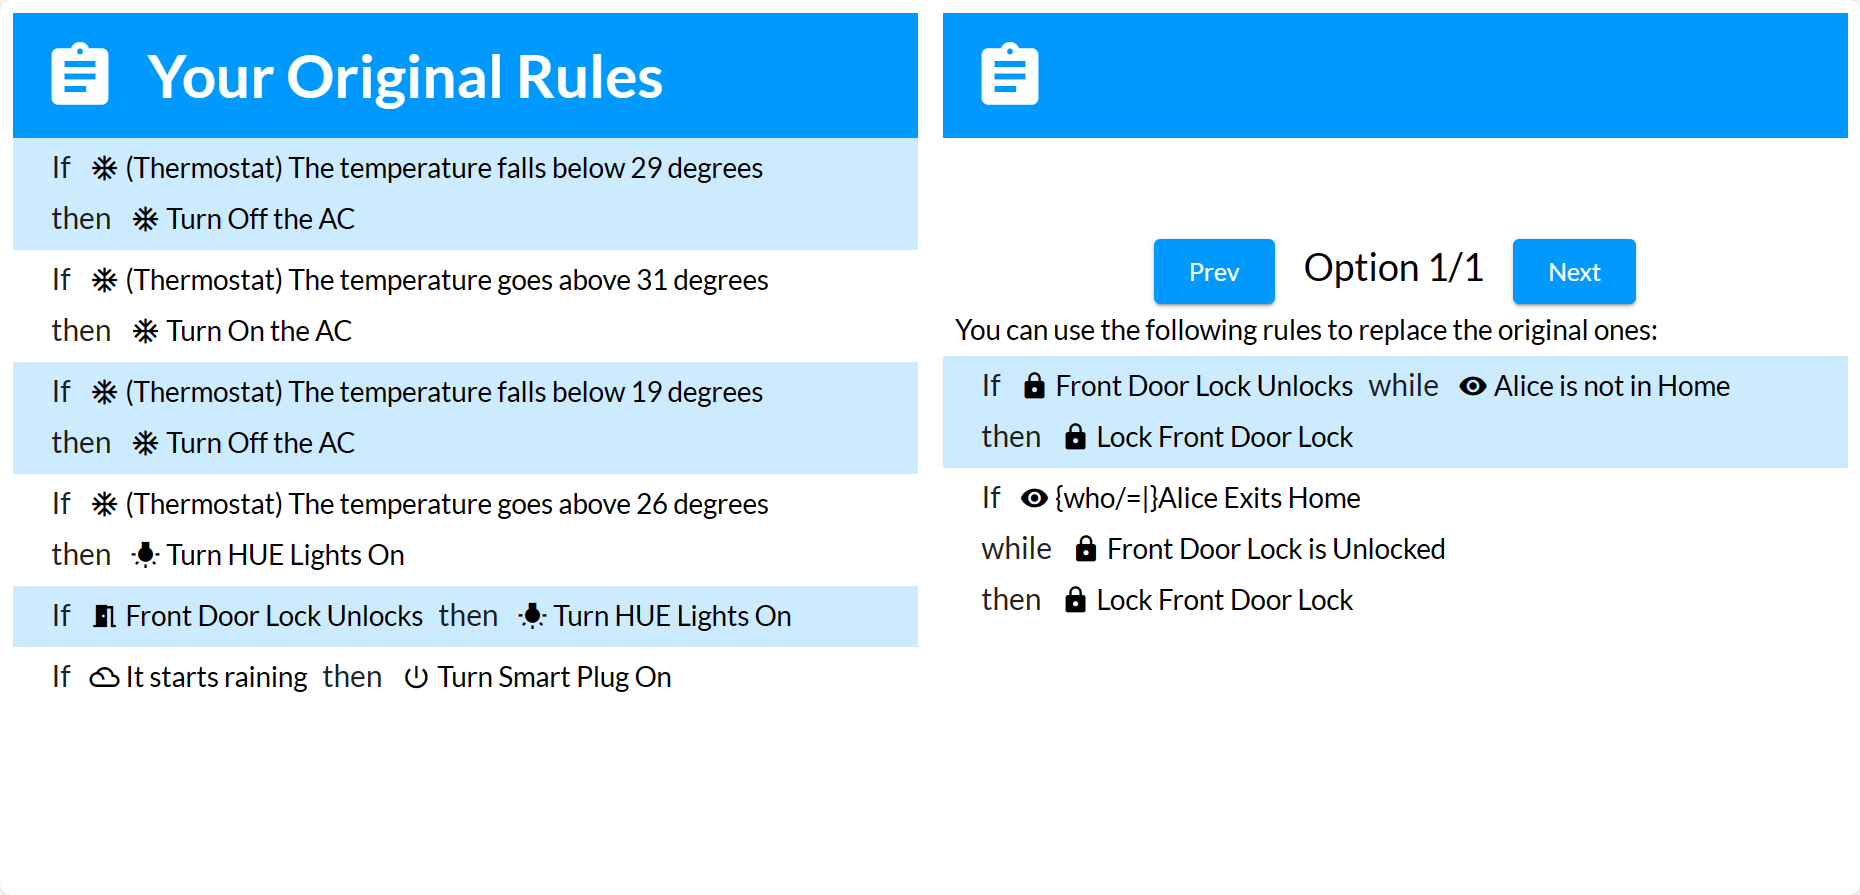 Your Original Rules
If (Thermostat) The temperature falls below 29 degrees
then Turn Off the AC
If (Thermostat) The temperature goes above 31 degrees
then Turn On the AC
If (Thermostat) The temperature falls below 19 degrees
then Turn Off the AC
If (Thermostat) The temperature goes above 26 degrees
then Turn HUE Lights On
If Front Door Lock Unlocks then Turn HUE Lights On
If It starts raining then Turn Smart Plug On
Prev Option 1/1 Next
You can use the following rules to replace the original ones:
If Front Door Lock Unlocks while Alice is not in Home
then Lock Front Door Lock
If {who/=|}Alice Exits Home
while Front Door Lock is Unlocked
then Lock Front Door Lock